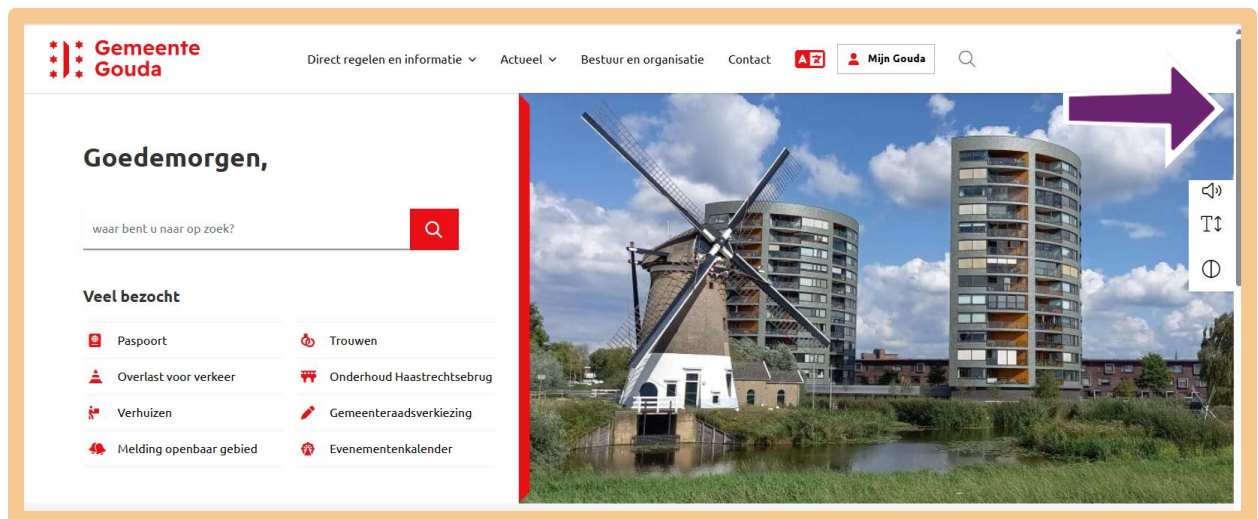 Gemeente
Gouda
Direct regelen en informatie
Actueel
Bestuur en organisatie
Contact
Mijn Gouda
Goedemorgen,
waar bent u naar op zoek?
Veel bezocht
Paspoort
Trouwen
Overlast voor verkeer
Onderhoud Haastrechtsebrug
Verhuizen
Gemeenteraadsverkiezing
Melding openbaar gebied
Evenementenkalender